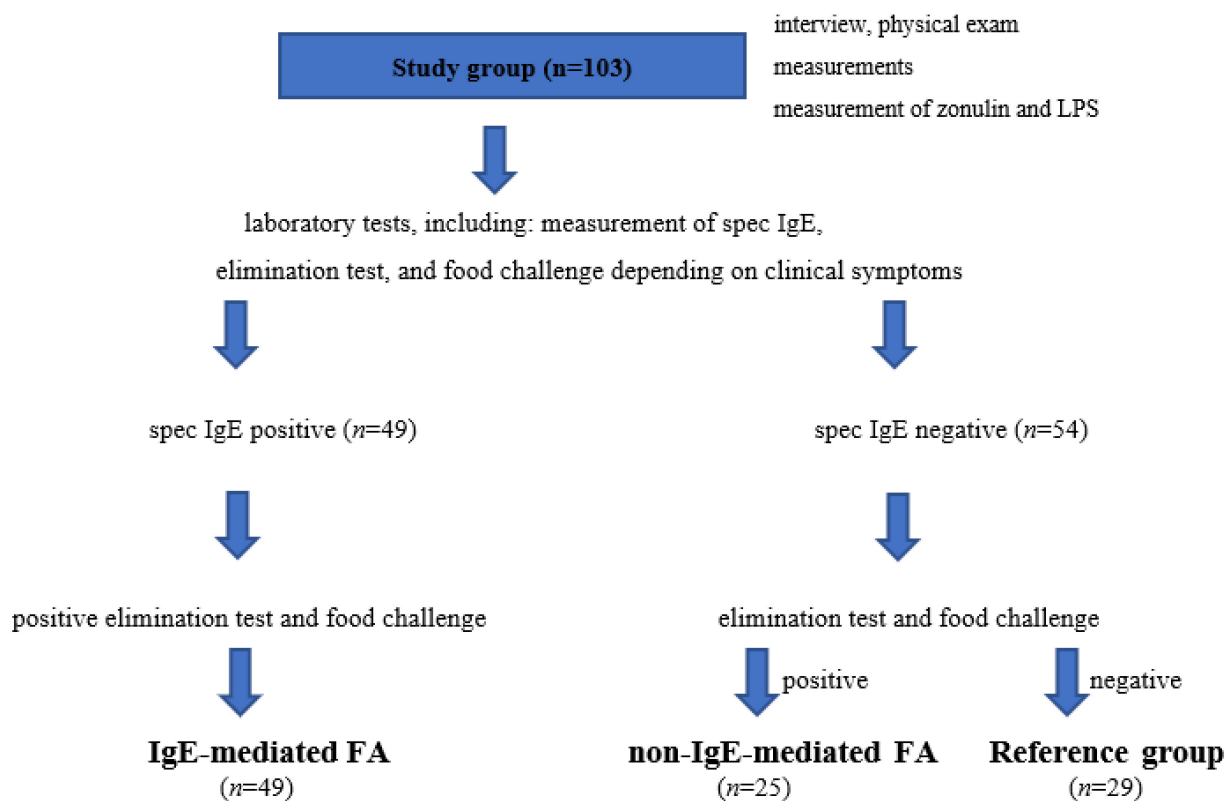 Study group (n=103)
interview, physical exam
measurements
measurement of zonulin and LPS
laboratory tests, including: measurement of spec IgE,
elimination test, and food challenge depending on clinical symptoms
spec IgE positive (n=49)
spec IgE negative (n=54)
positive elimination test and food challenge
elimination test and food challenge
positive
negative
IgE-mediated FA
(n=49)
non-IgE-mediated FA
(n=25)
Reference group
(n=29)